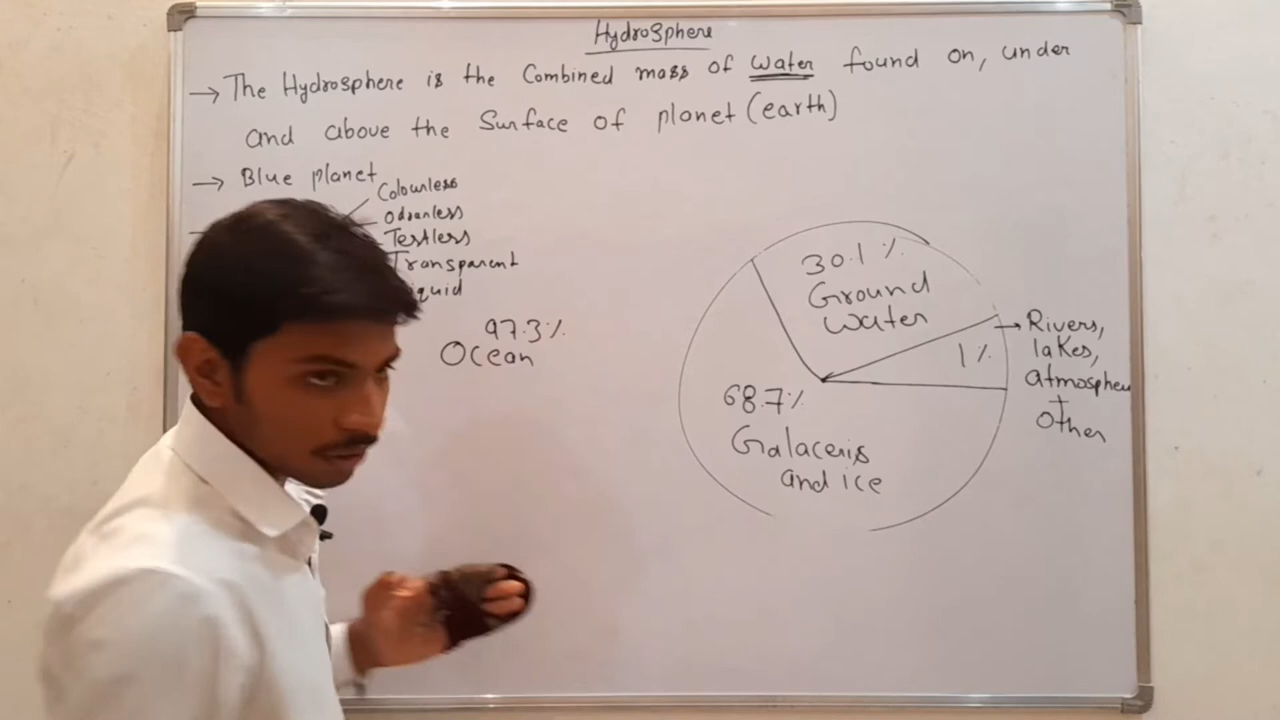 Hydrosphere
→ The Hydrosphere is the Combined mass of water found on, under
and above the Surface of planet (earth)
→ Blue planet
Colourless
Odourless
Testless
Transparent
iquid
97.3%
Ocean
30.1%
Ground
water
1%
→ Rivers,
lakes,
atmosphere
+
Other
68.7%
Galaceris
and ice